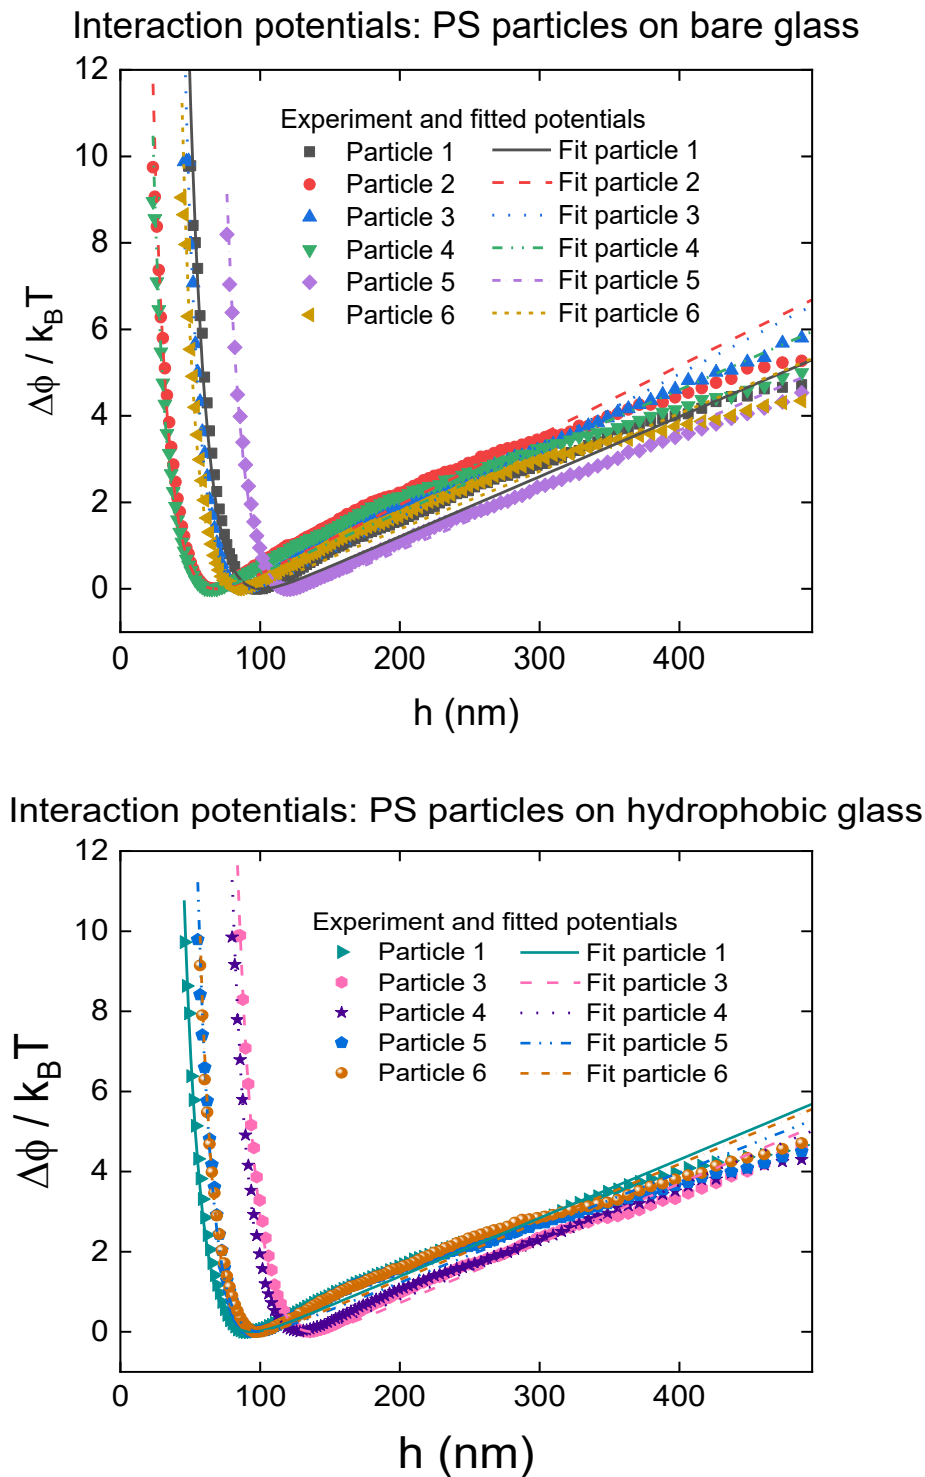 Interaction potentials: PS particles on bare glass
12
10
8
6
4
2
0
Δϕ / k_BT
Experiment and fitted potentials
Particle 1 Fit particle 1
Particle 2 Fit particle 2
Particle 3 Fit particle 3
Particle 4 Fit particle 4
Particle 5 Fit particle 5
Particle 6 Fit particle 6
0 100 200 300 400
h (nm)
Interaction potentials: PS particles on hydrophobic glass
12
10
8
6
4
2
0
Δϕ / k_BT
Experiment and fitted potentials
Particle 1 Fit particle 1
Particle 3 Fit particle 3
Particle 4 Fit particle 4
Particle 5 Fit particle 5
Particle 6 Fit particle 6
0 100 200 300 400
h (nm)